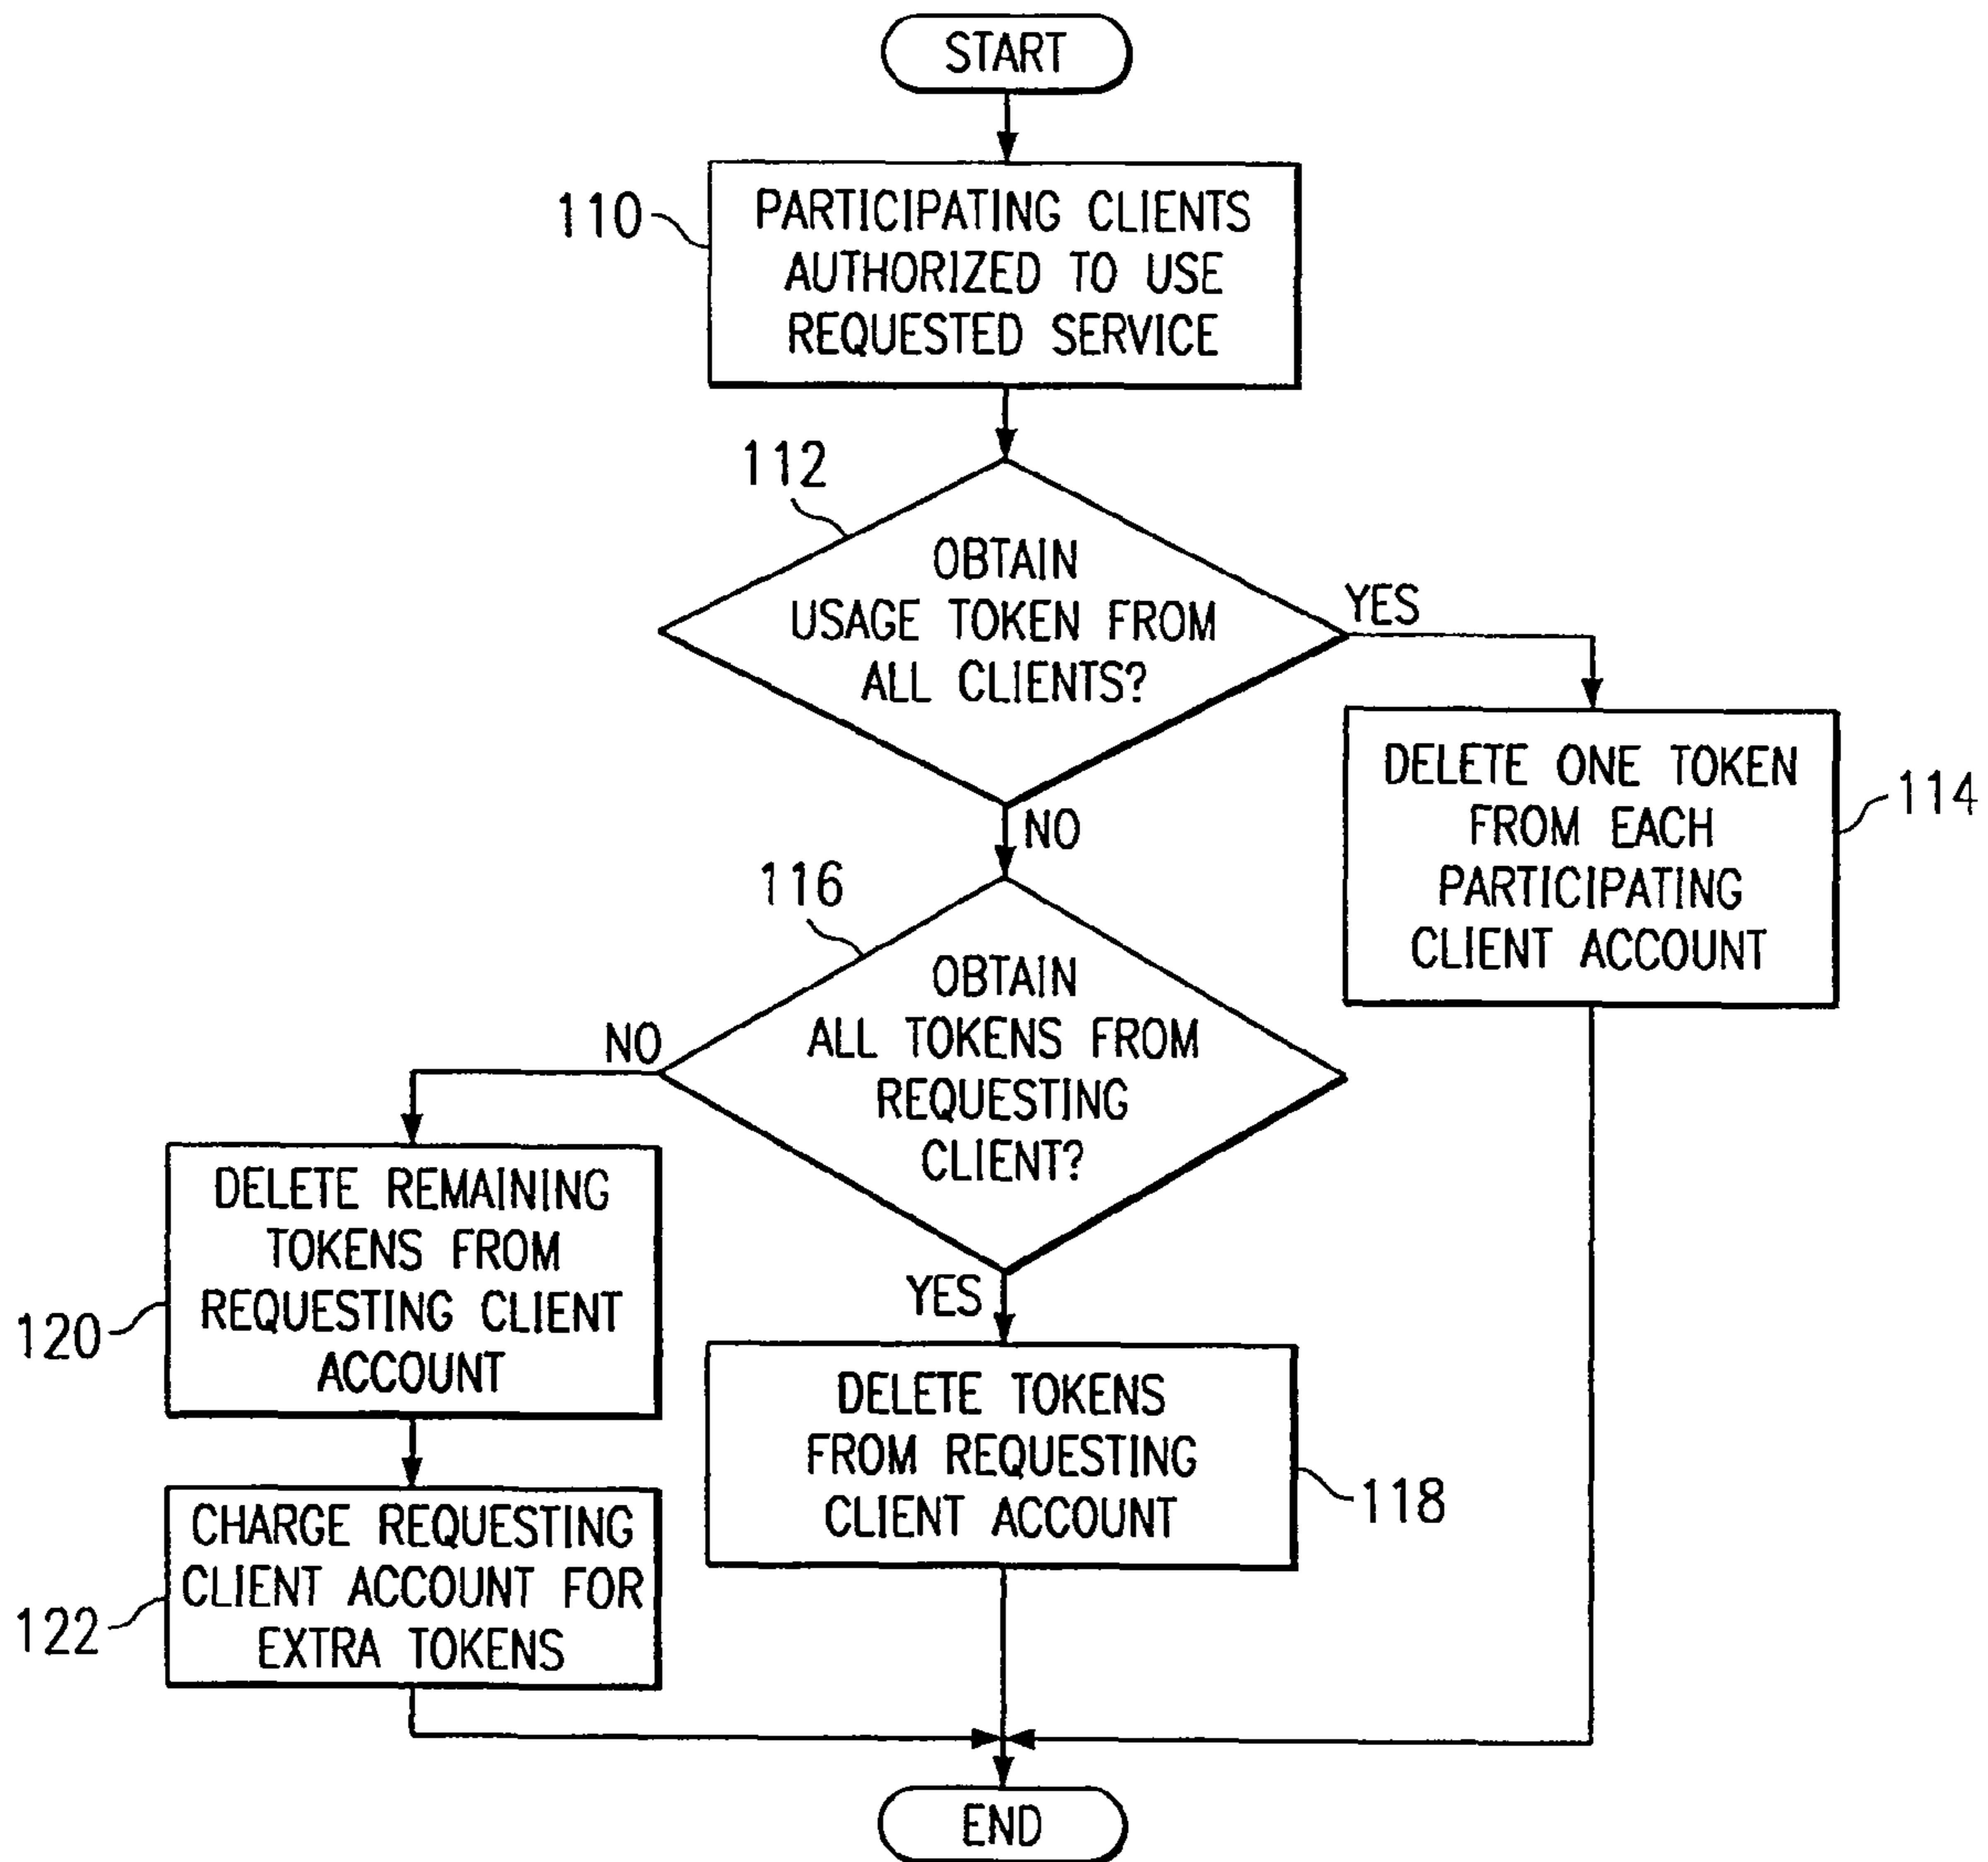 START
110
PARTICIPATING CLIENTS
AUTHORIZED TO USE
REQUESTED SERVICE
112
OBTAIN
USAGE TOKEN FROM
ALL CLIENTS?
YES
DELETE ONE TOKEN
FROM EACH
PARTICIPATING
CLIENT ACCOUNT
114
NO
116
OBTAIN
ALL TOKENS FROM
REQUESTING
CLIENT?
NO
DELETE REMAINING
TOKENS FROM
REQUESTING CLIENT
ACCOUNT
120
YES
DELETE TOKENS
FROM REQUESTING
CLIENT ACCOUNT
118
CHARGE REQUESTING
CLIENT ACCOUNT FOR
EXTRA TOKENS
122
END